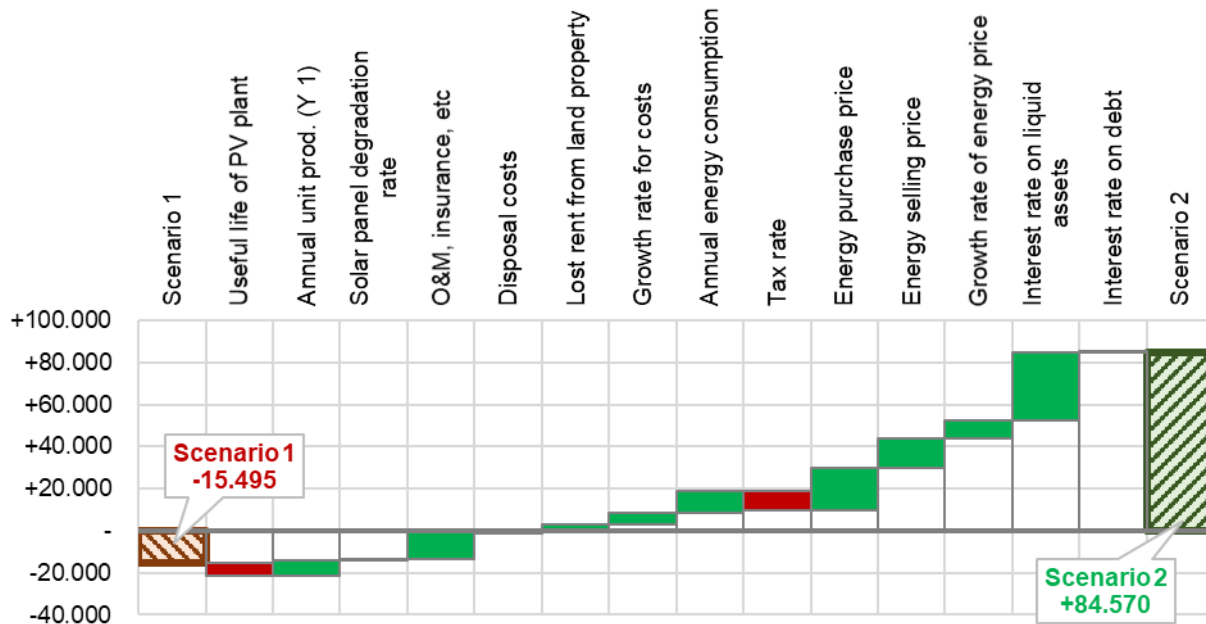 Scenario 1
Useful life of PV plant
Annual unit prod. (Y 1)
Solar panel degradation
rate
O&M, insurance, etc
Disposal costs
Lost rent from land property
Growth rate for costs
Annual energy consumption
Tax rate
Energy purchase price
Energy selling price
Growth rate of energy price
Interest rate on liquid
assets
Interest rate on debt
Scenario 2
+100.000
+80.000
+60.000
+40.000
+20.000
-
-20.000
-40.000
Scenario 1
-15.495
Scenario 2
+84.570